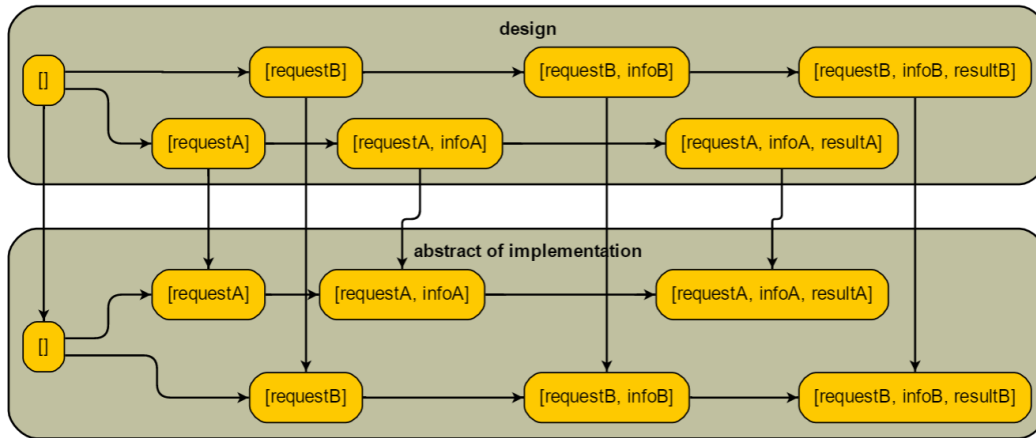 design
[]
[requestB]
[requestB, infoB]
[requestB, infoB, resultB]
[requestA]
[requestA, infoA]
[requestA, infoA, resultA]
abstract of implementation
[requestA]
[requestA, infoA]
[requestA, infoA, resultA]
[]
[requestB]
[requestB, infoB]
[requestB, infoB, resultB]